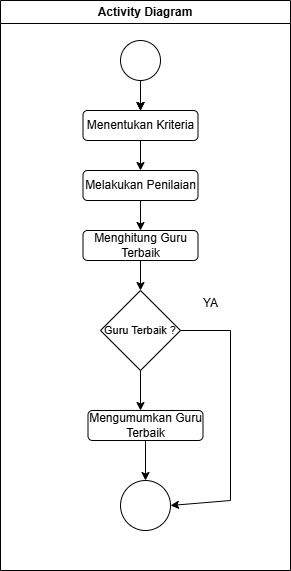 Activity Diagram
Menentukan Kriteria
Melakukan Penilaian
Menghitung Guru
Terbaik
Guru Terbaik ?
YA
Mengumumkan Guru
Terbaik